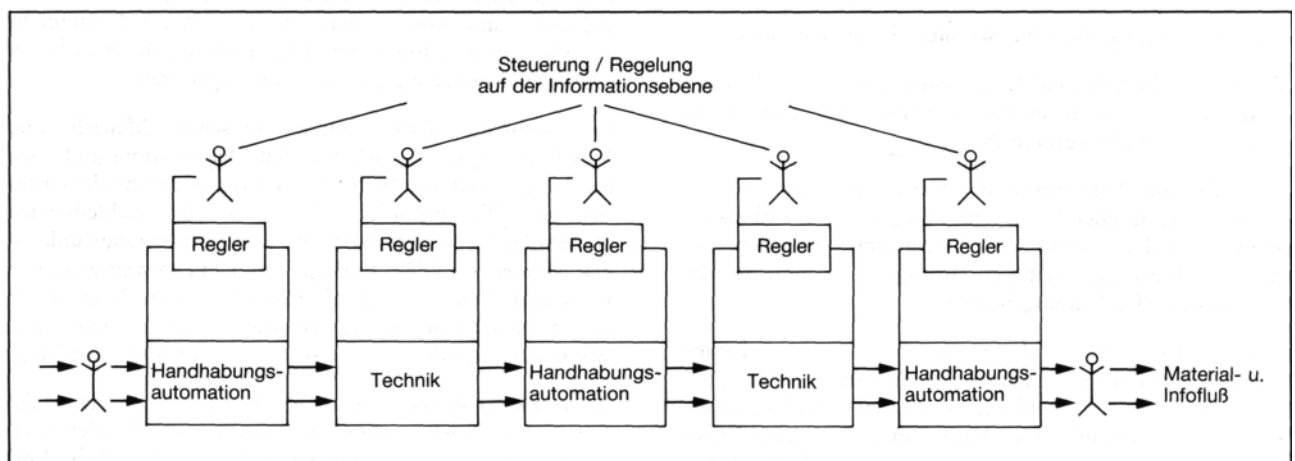 Steuerung / Regelung
auf der Informationsebene
Regler
Regler
Regler
Regler
Regler
Handhabungs-
automation
Technik
Handhabungs-
automation
Technik
Handhabungs-
automation
Material- u.
Infofluß